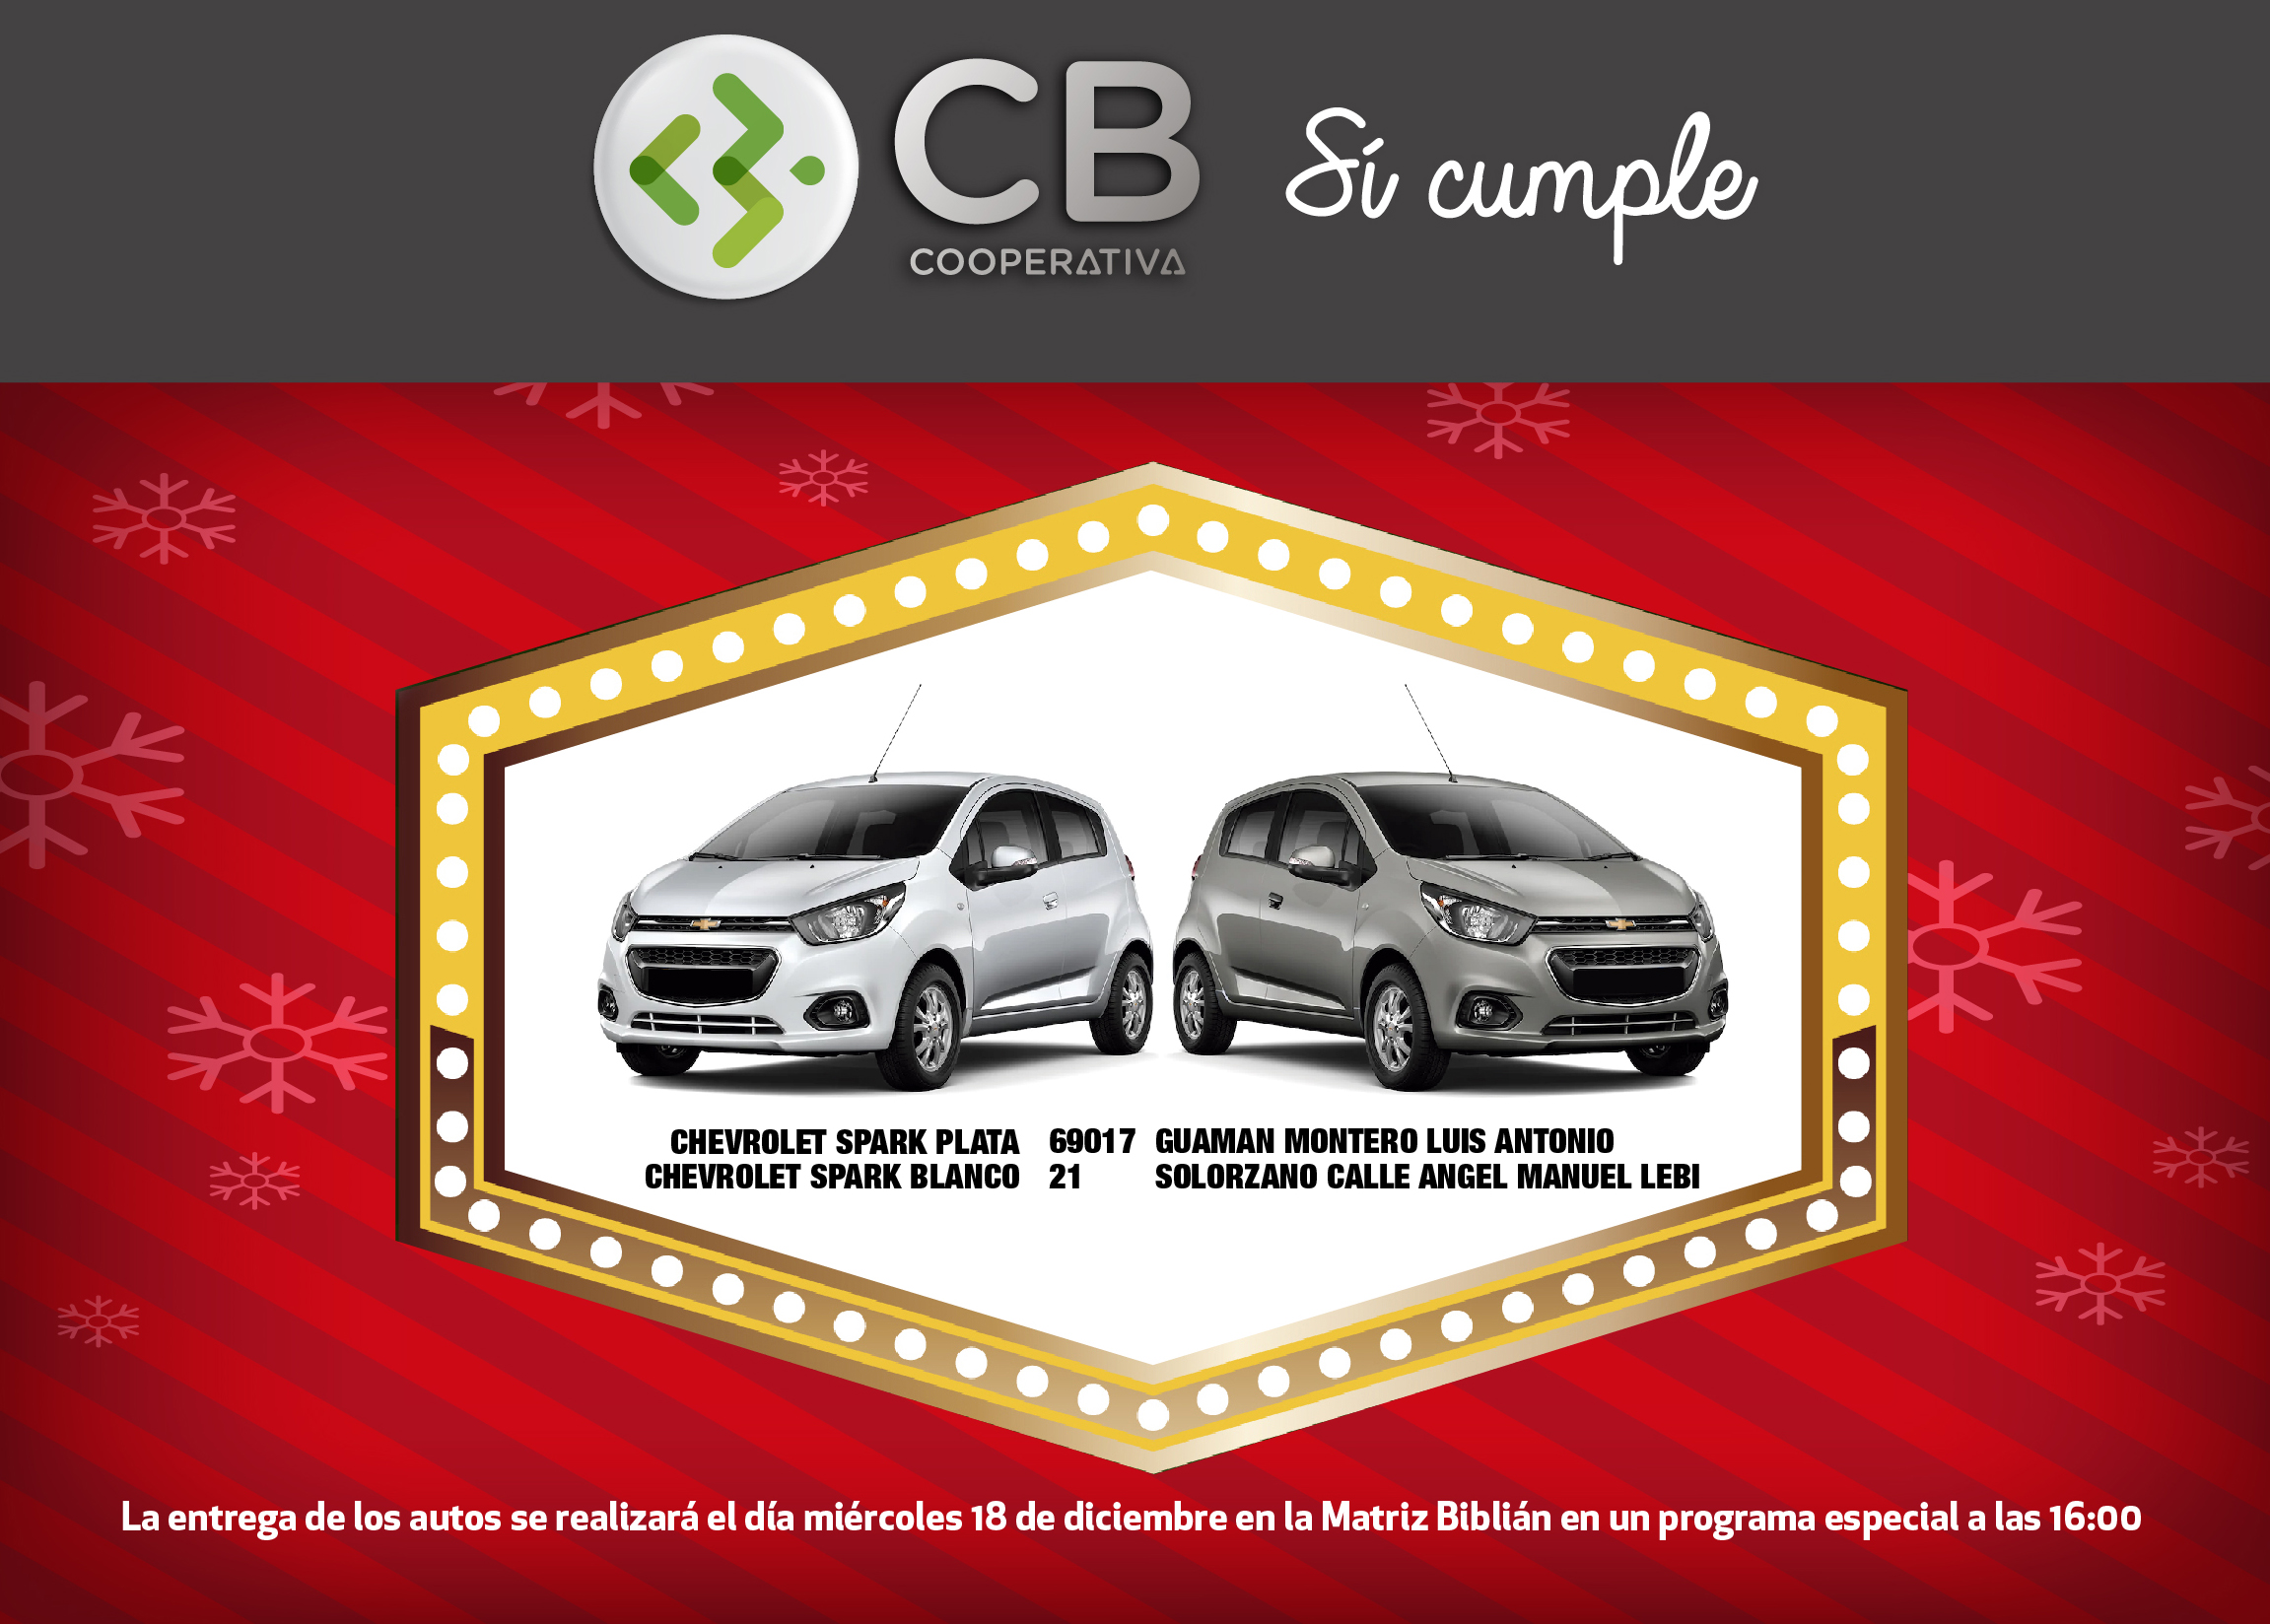 CB
COOPERATIVA
Sí cumple
CHEVROLET SPARK PLATA 69017 GUAMAN MONTERO LUIS ANTONIO
CHEVROLET SPARK BLANCO 21 SOLORZANO CALLE ANGEL MANUEL LEBI
La entrega de los autos se realizará el día miércoles 18 de diciembre en la Matriz Biblián en un programa especial a las 16:00